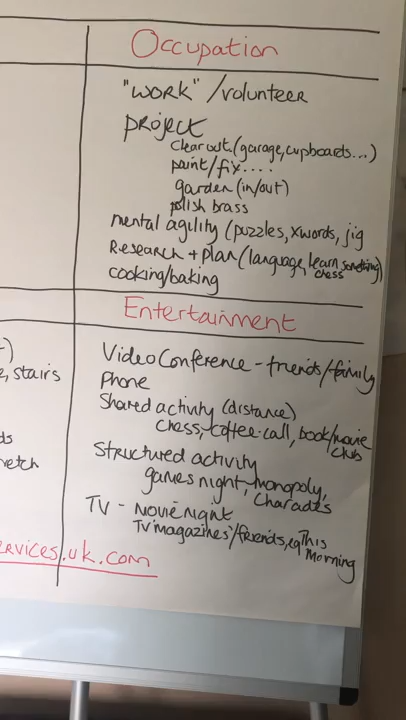 Occupation
"WORK" / volunteer
project
clear out (garage, cupboards...)
paint/fix....
garden (in/out)
polish brass
mental agility (puzzles, xwords, jig
Research + plan (language, learn something)
chess
cooking/baking
Entertainment
Video Conference - friends/family
Phone
Shared activity (distance)
chess, coffee-call, book/movie
club
Structured activity
games night, monopoly,
Charades
TV - Movie Night
TV 'magazines'/friends, eg This
Morning
)
e, stairs
ds
retch
ervices.uk.com